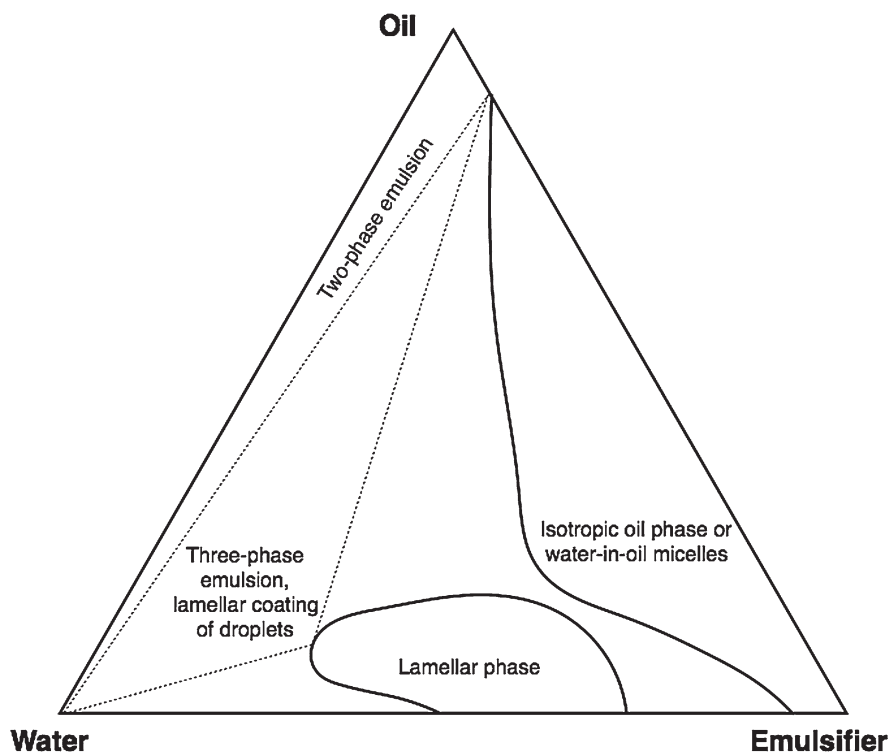 Oil
Two-phase emulsion
Isotropic oil phase or
water-in-oil micelles
Three-phase
emulsion,
lamellar coating
of droplets
Lamellar phase
Water
Emulsifier